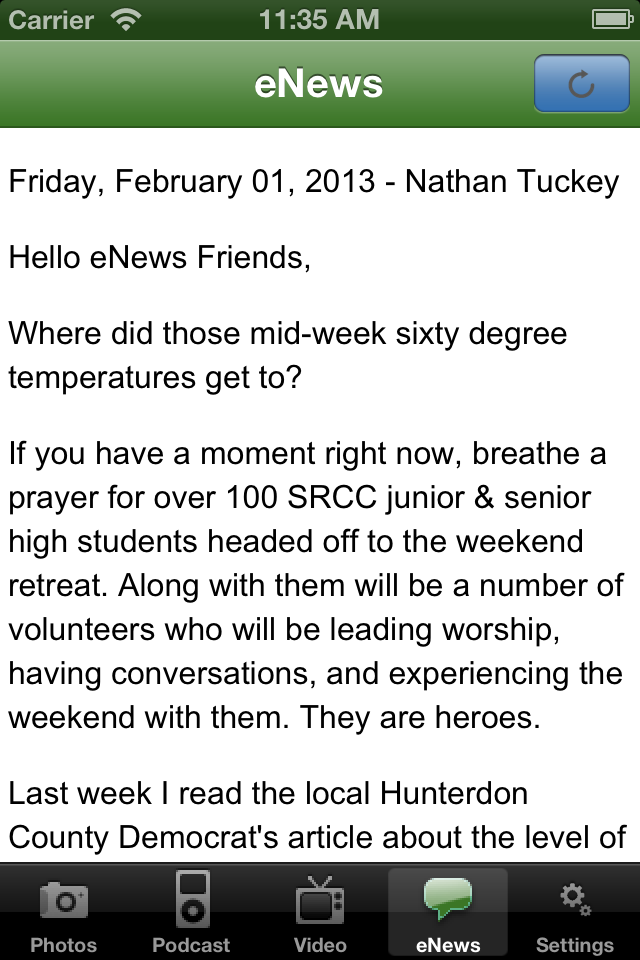 Carrier 11:35 AM
eNews
Friday, February 01, 2013 - Nathan Tuckey
Hello eNews Friends,
Where did those mid-week sixty degree
temperatures get to?
If you have a moment right now, breathe a
prayer for over 100 SRCC junior & senior
high students headed off to the weekend
retreat. Along with them will be a number of
volunteers who will be leading worship,
having conversations, and experiencing the
weekend with them. They are heroes.
Last week I read the local Hunterdon
County Democrat's article about the level of
Photos Podcast Video eNews Settings